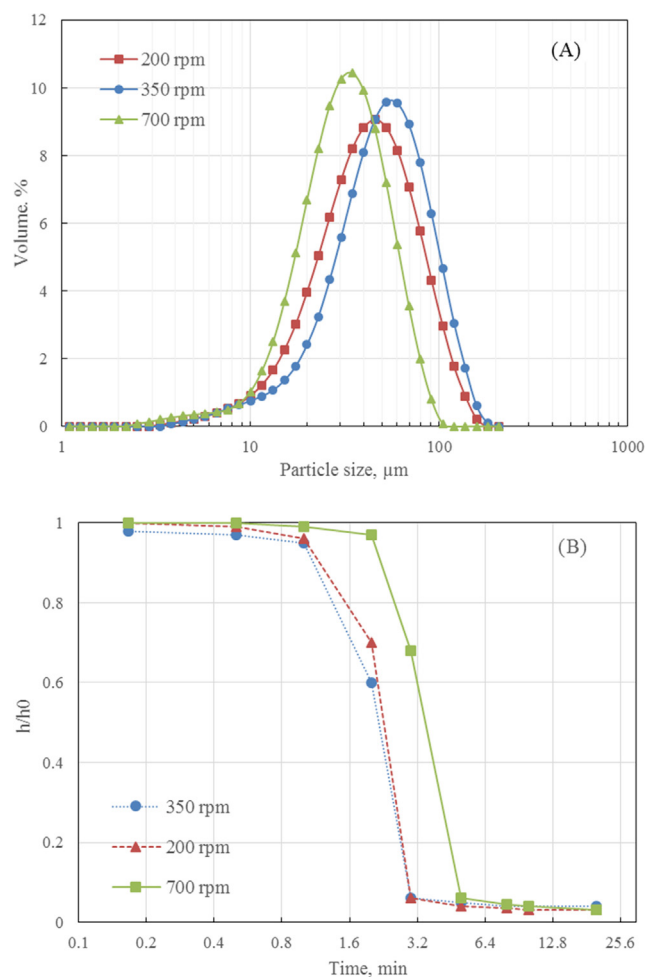 (A)
200 rpm
350 rpm
700 rpm
12
10
8
6
4
2
0
Volume. %
1
10
100
1000
Particle size, µm
(B)
1
0.8
0.6
0.4
0.2
0
h/h0
350 rpm
200 rpm
700 rpm
0.1
0.2
0.4
0.8
1.6
3.2
6.4
12.8
25.6
Time, min